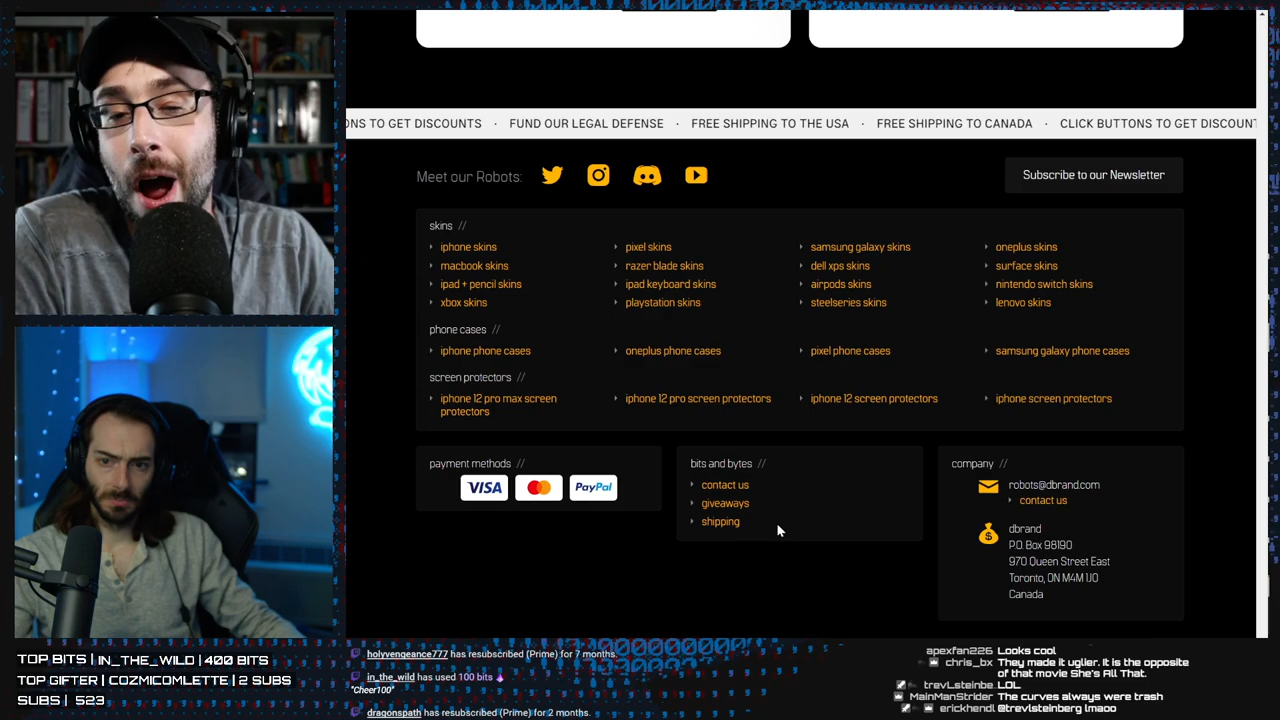 ONS TO GET DISCOUNTS · FUND OUR LEGAL DEFENSE · FREE SHIPPING TO THE USA · FREE SHIPPING TO CANADA · CLICK BUTTONS TO GET DISCOUNT
Meet our Robots:
Subscribe to our Newsletter
skins //
iphone skins
pixel skins
samsung galaxy skins
oneplus skins
macbook skins
razer blade skins
dell xps skins
surface skins
ipad + pencil skins
ipad keyboard skins
airpods skins
nintendo switch skins
xbox skins
playstation skins
steelseries skins
lenovo skins
phone cases //
iphone phone cases
oneplus phone cases
pixel phone cases
samsung galaxy phone cases
screen protectors //
iphone 12 pro max screen
protectors
iphone 12 pro screen protectors
iphone 12 screen protectors
iphone screen protectors
payment methods //
VISA
PayPal
bits and bytes //
contact us
giveaways
shipping
company //
robots@dbrand.com
contact us
dbrand
P.O. Box 98190
970 Queen Street East
Toronto, ON M4M 1J0
Canada
TOP BITS | IN_THE_WILD | 400 BITS
TOP GIFTER | COZMICOMLETTE | 2 SUBS
SUBS | 523
holyvengeance777 has resubscribed (Prime) for 7 months.
in_the_wild has used 100 bits
"Cheer100"
dragonspath has resubscribed (Prime) for 2 months.
apexfan226 Looks cool
chris_bx They made it uglier. It is the opposite
of that movie She's All That.
trevLsteinbe LOL
MainManStrider The curves always were trash
erickhendl @trevlsteinberg lmaoo